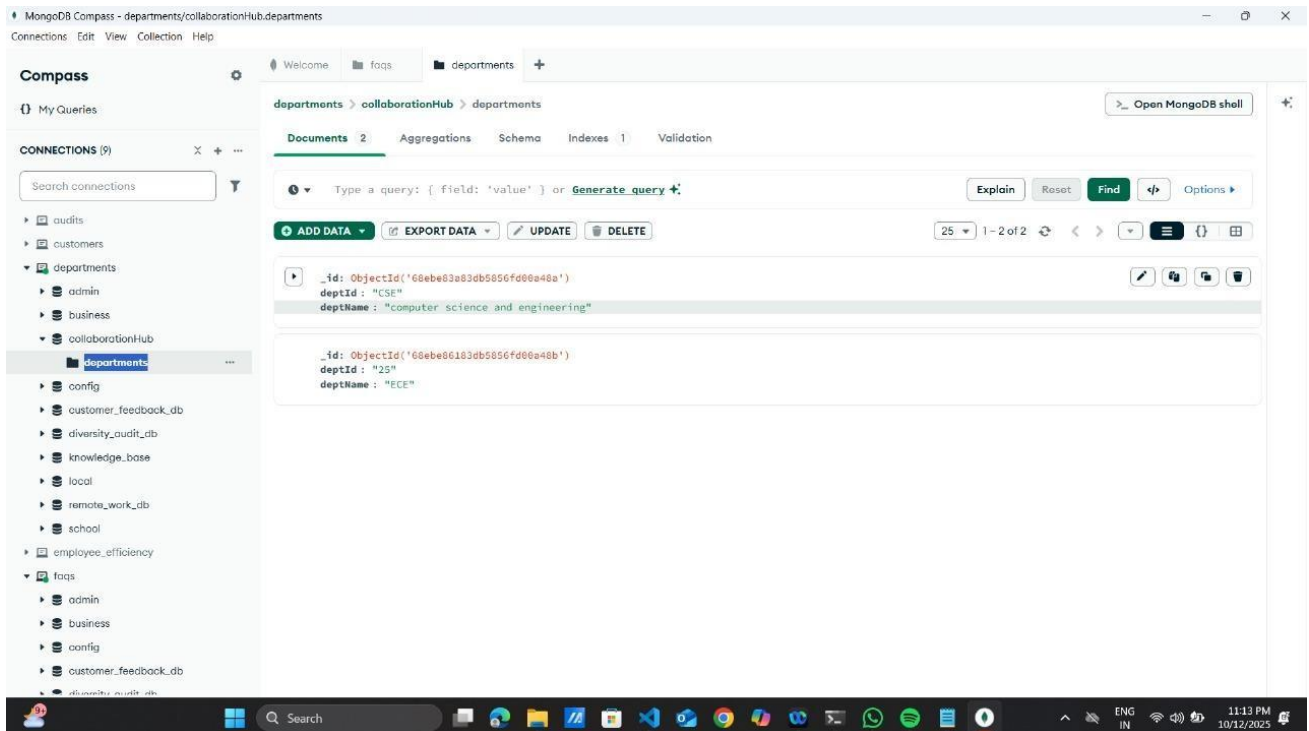 MongoDB Compass - departments/collaborationHub.departments
Connections Edit View Collection Help
Compass
{} My Queries
CONNECTIONS (9)
Search connections
audits
customers
departments
admin
business
collaborationHub
departments
config
customer_feedback_db
diversity_audit_db
knowledge_base
local
remote_work_db
school
employee_efficiency
faqs
admin
business
config
customer_feedback_db
diversity_audit_db
Welcome faqs departments
departments > collaborationHub > departments
>_ Open MongoDB shell
Documents 2 Aggregations Schema Indexes 1 Validation
Type a query: { field: 'value' } or Generate query
Explain Reset Find </> Options
ADD DATA EXPORT DATA UPDATE DELETE
25 1 - 2 of 2 {}
_id: ObjectId('68ebe83a83db5856fd00a48a')
deptId : "CSE"
deptName : "computer science and engineering"
_id: ObjectId('68ebe86183db5856fd00a48b')
deptId : "25"
deptName : "ECE"
9+
Search
ENG
IN
11:13 PM
10/12/2025